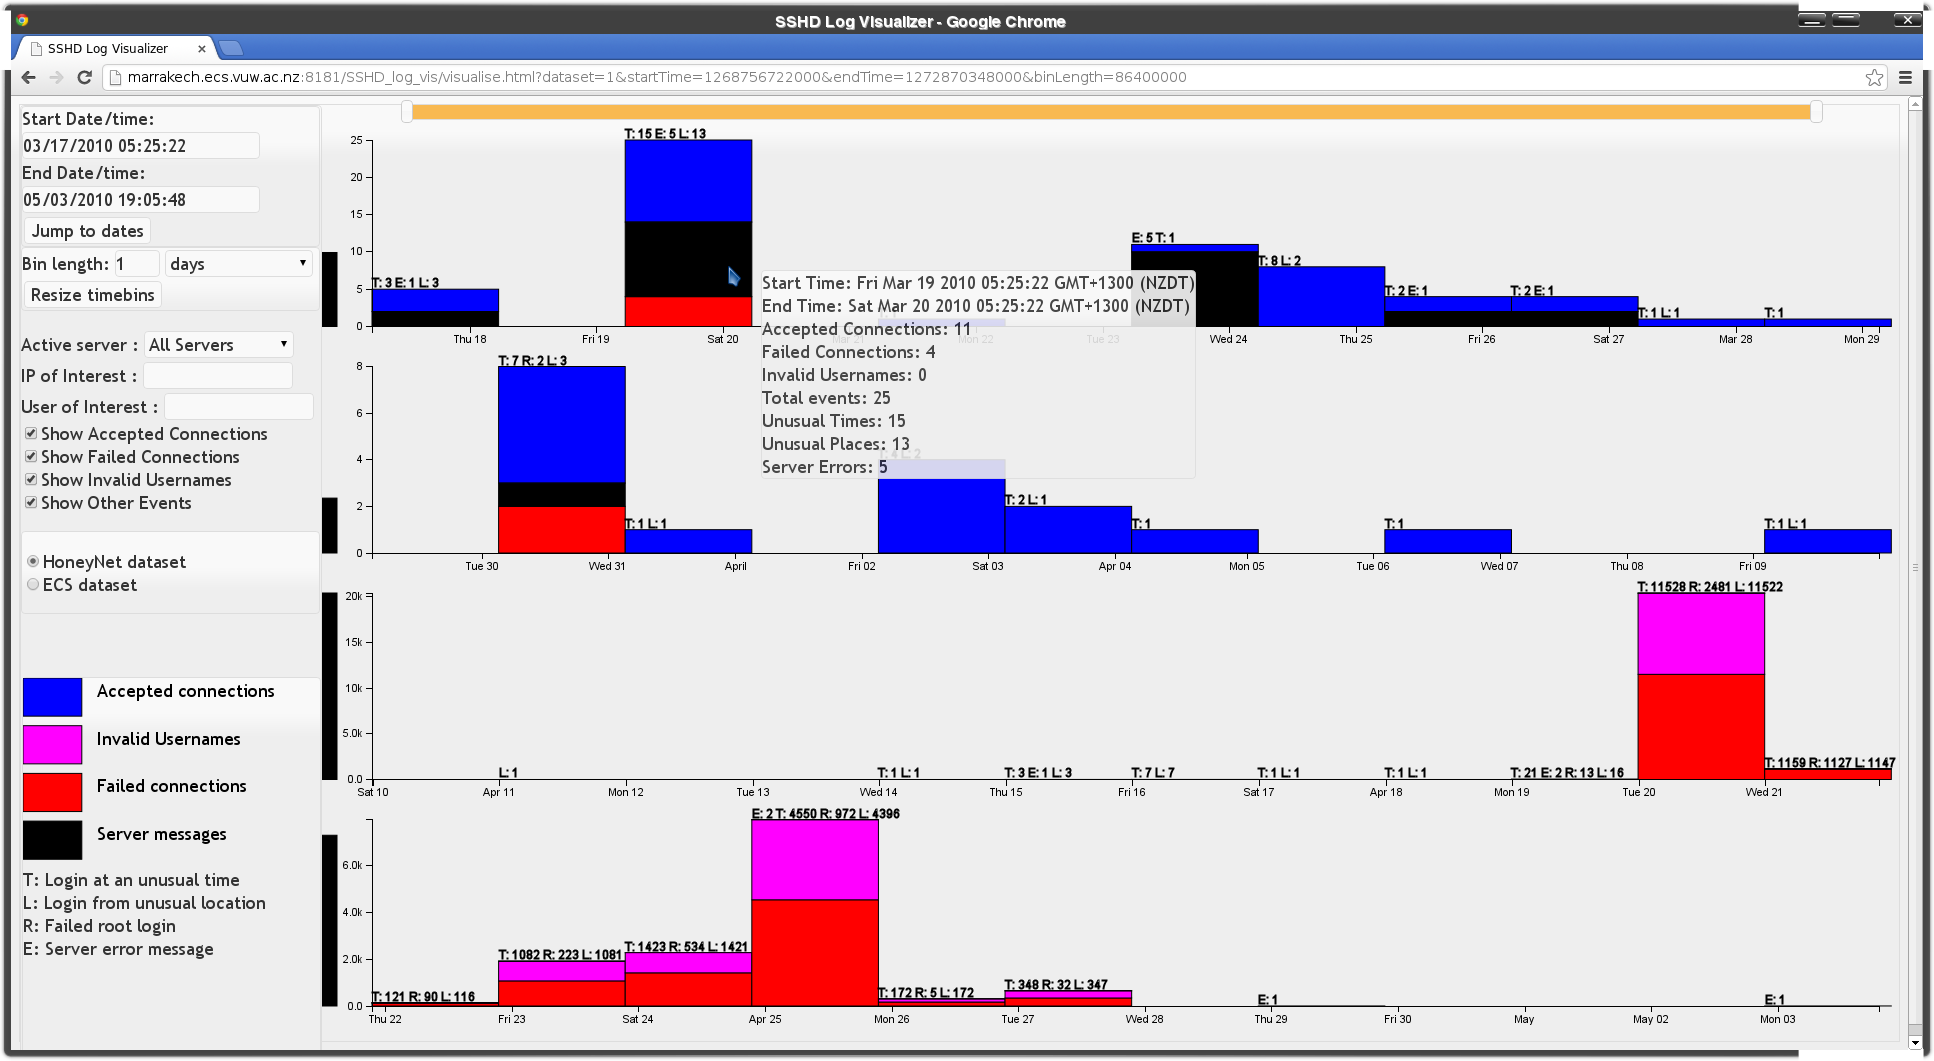 SSHD Log Visualizer - Google Chrome
SSHD Log Visualizer
marrakech.ecs.vuw.ac.nz:8181/SSHD_log_vis/visualise.html?dataset=1&startTime=1268756722000&endTime=1272870348000&binLength=86400000
Start Date/time:
03/17/2010 05:25:22
End Date/time:
05/03/2010 19:05:48
Jump to dates
Bin length: 1 days
Resize timebins
Active server : All Servers
IP of Interest :
User of Interest :
Show Accepted Connections
Show Failed Connections
Show Invalid Usernames
Show Other Events
HoneyNet dataset
ECS dataset
Accepted connections
Invalid Usernames
Failed connections
Server messages
T: Login at an unusual time
L: Login from unusual location
R: Failed root login
E: Server error message
T: 15 E: 5 L: 13
25
20
15
10
5
0
T: 3 E: 1 L: 3
E: 5 T: 1
T: 8 L: 2
T: 2 E: 1
T: 2 E: 1
T: 1 L: 1
T: 1
Thu 18 Fri 19 Sat 20 Mar 21 Mon 22 Tue 23 Wed 24 Thu 25 Fri 26 Sat 27 Mar 28 Mon 29
Start Time: Fri Mar 19 2010 05:25:22 GMT+1300 (NZDT)
End Time: Sat Mar 20 2010 05:25:22 GMT+1300 (NZDT)
Accepted Connections: 11
Failed Connections: 4
Invalid Usernames: 0
Total events: 25
Unusual Times: 15
Unusual Places: 13
Server Errors: 5
T: 7 R: 2 L: 3
8
6
4
2
0
T: 1 L: 1
T: 2 L: 1
T: 1
T: 1
T: 1 L: 1
Tue 30 Wed 31 April Fri 02 Sat 03 Apr 04 Mon 05 Tue 06 Wed 07 Thu 08 Fri 09
T: 11528 R: 2481 L: 11522
20k
15k
10k
5.0k
0.0
L: 1
T: 1 L: 1
T: 3 E: 1 L: 3
T: 7 L: 7
T: 1 L: 1
T: 1 L: 1
T: 21 E: 2 R: 13 L: 16
T: 1159 R: 1127 L: 1147
Sat 10 Apr 11 Mon 12 Tue 13 Wed 14 Thu 15 Fri 16 Sat 17 Apr 18 Mon 19 Tue 20 Wed 21
E: 2 T: 4550 R: 972 L: 4396
6.0k
4.0k
2.0k
0.0
T: 121 R: 90 L: 116
T: 1082 R: 223 L: 1081
T: 1423 R: 534 L: 1421
T: 172 R: 5 L: 172
T: 348 R: 32 L: 347
E: 1
E: 1
Thu 22 Fri 23 Sat 24 Apr 25 Mon 26 Tue 27 Wed 28 Thu 29 Fri 30 May May 02 Mon 03